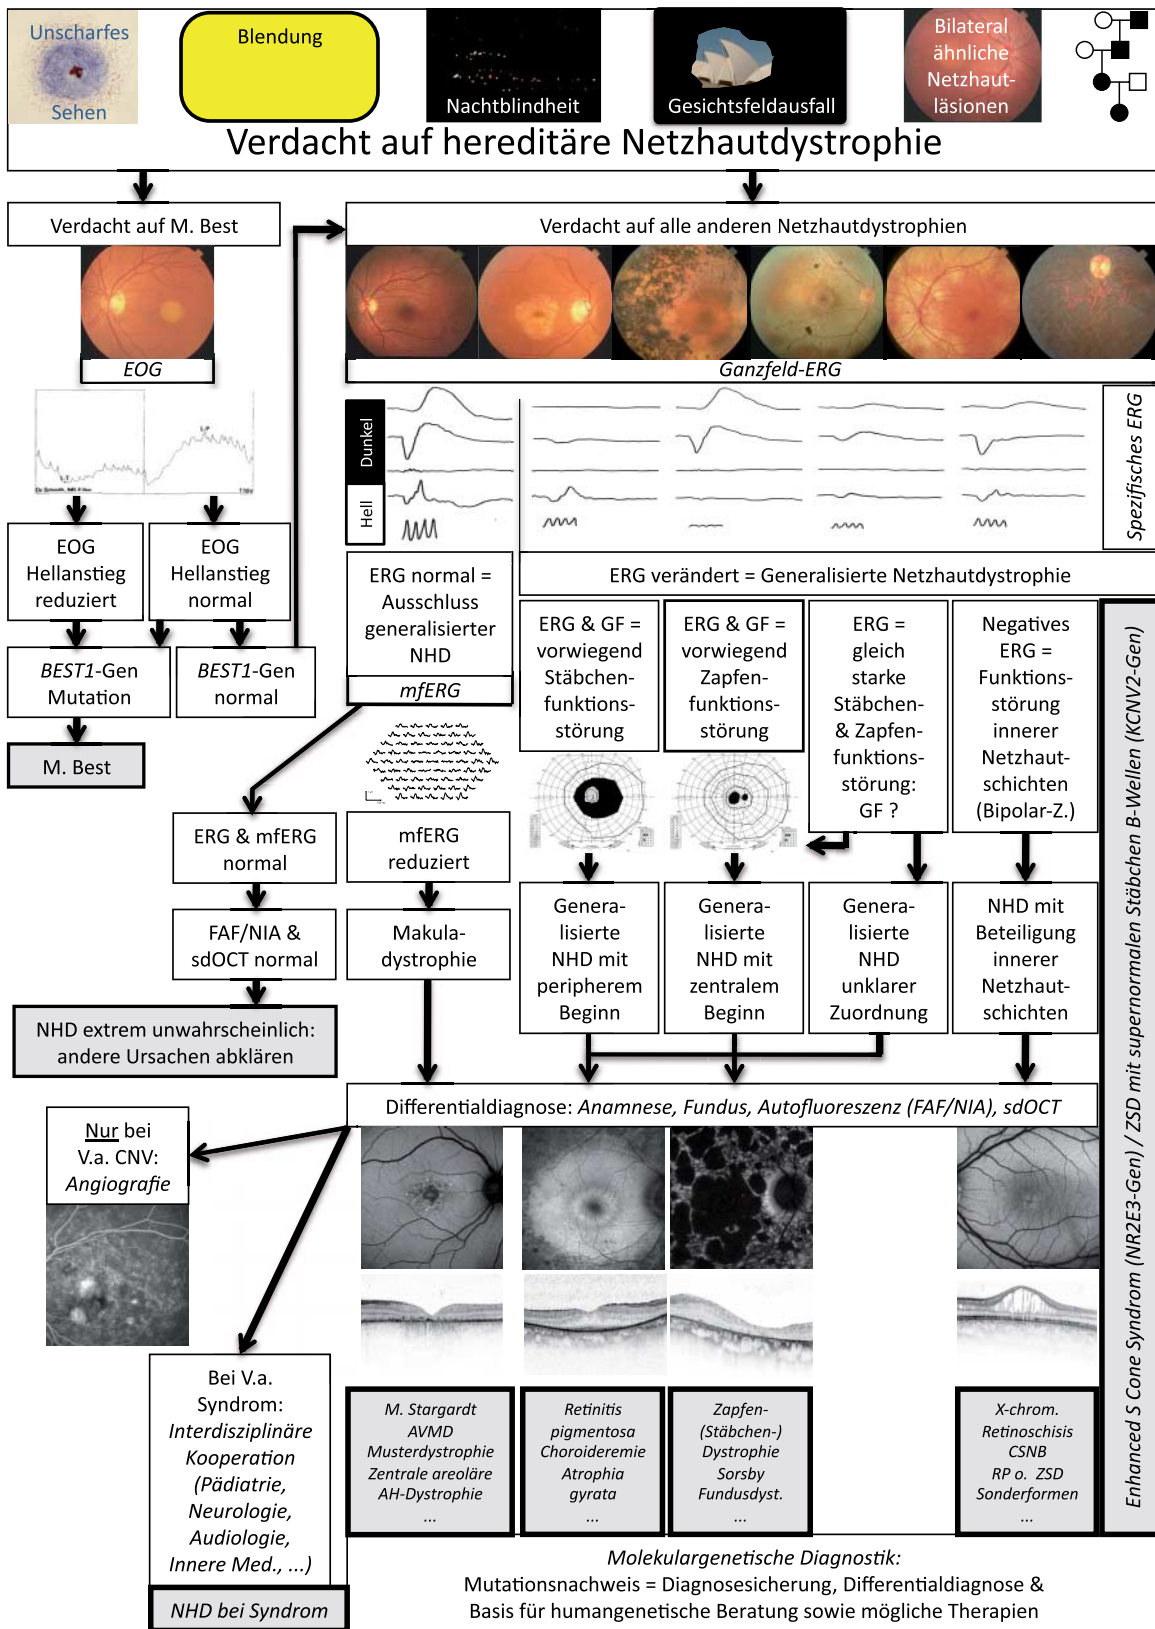 Unscharfes
Sehen
Blendung
Nachtblindheit
Gesichtsfeldausfall
Bilateral
ähnliche
Netzhaut-
läsionen
Verdacht auf hereditäre Netzhautdystrophie
Verdacht auf M. Best
Verdacht auf alle anderen Netzhautdystrophien
EOG
Ganzfeld-ERG
Dunkel
Hell
Spezifisches ERG
EOG
Hellanstieg
reduziert
EOG
Hellanstieg
normal
BEST1-Gen
Mutation
BEST1-Gen
normal
M. Best
ERG normal =
Ausschluss
generalisierter
NHD
mfERG
ERG verändert = Generalisierte Netzhautdystrophie
ERG & GF =
vorwiegend
Stäbchen-
funktions-
störung
ERG & GF =
vorwiegend
Zapfen-
funktions-
störung
ERG =
gleich
starke
Stäbchen-
& Zapfen-
funktions-
störung:
GF ?
Negatives
ERG =
Funktions-
störung
innerer
Netzhaut-
schichten
(Bipolar-Z.)
ERG & mfERG
normal
mfERG
reduziert
FAF/NIA &
sdOCT normal
Makula-
dystrophie
Genera-
lisierte
NHD mit
peripherem
Beginn
Genera-
lisierte
NHD mit
zentralem
Beginn
Genera-
lisierte
NHD
unklarer
Zuordnung
NHD mit
Beteiligung
innerer
Netzhaut-
schichten
NHD extrem unwahrscheinlich:
andere Ursachen abklären
Differentialdiagnose: Anamnese, Fundus, Autofluoreszenz (FAF/NIA), sdOCT
Nur bei
V.a. CNV:
Angiografie
Bei V.a.
Syndrom:
Interdisziplinäre
Kooperation
(Pädiatrie,
Neurologie,
Audiologie,
Innere Med., ...)
NHD bei Syndrom
M. Stargardt
AVMD
Musterdystrophie
Zentrale areoläre
AH-Dystrophie
...
Retinitis
pigmentosa
Choroideremie
Atrophia
gyrata
...
Zapfen-
(Stäbchen-)
Dystrophie
Sorsby
Fundusdyst.
...
X-chrom.
Retinoschisis
CSNB
RP o. ZSD
Sonderformen
...
Enhanced S Cone Syndrom (NR2E3-Gen) / ZSD mit supernormalen Stäbchen B-Wellen (KCNV2-Gen)
Molekulargenetische Diagnostik:
Mutationsnachweis = Diagnosesicherung, Differentialdiagnose &
Basis für humangenetische Beratung sowie mögliche Therapien